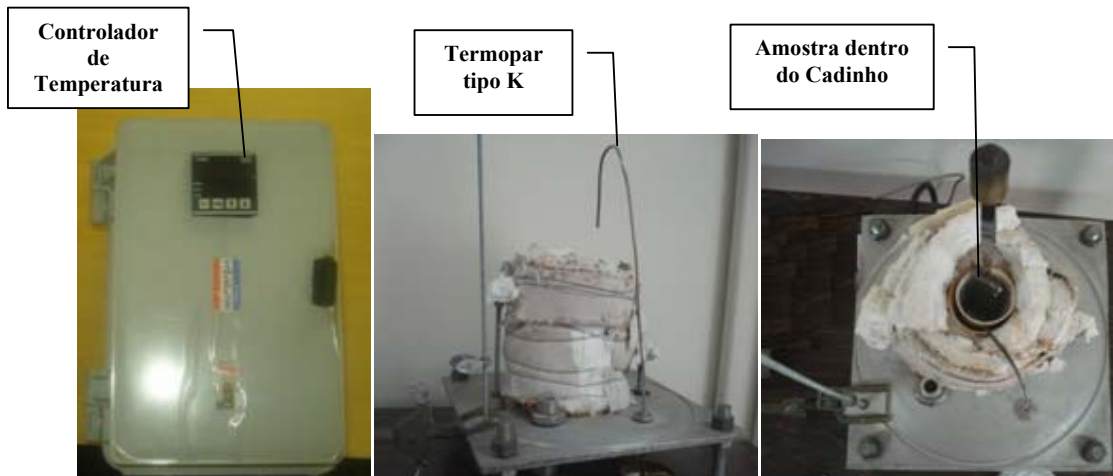 Controlador
de
Temperatura
Termopar
tipo K
Amostra dentro
do Cadinho